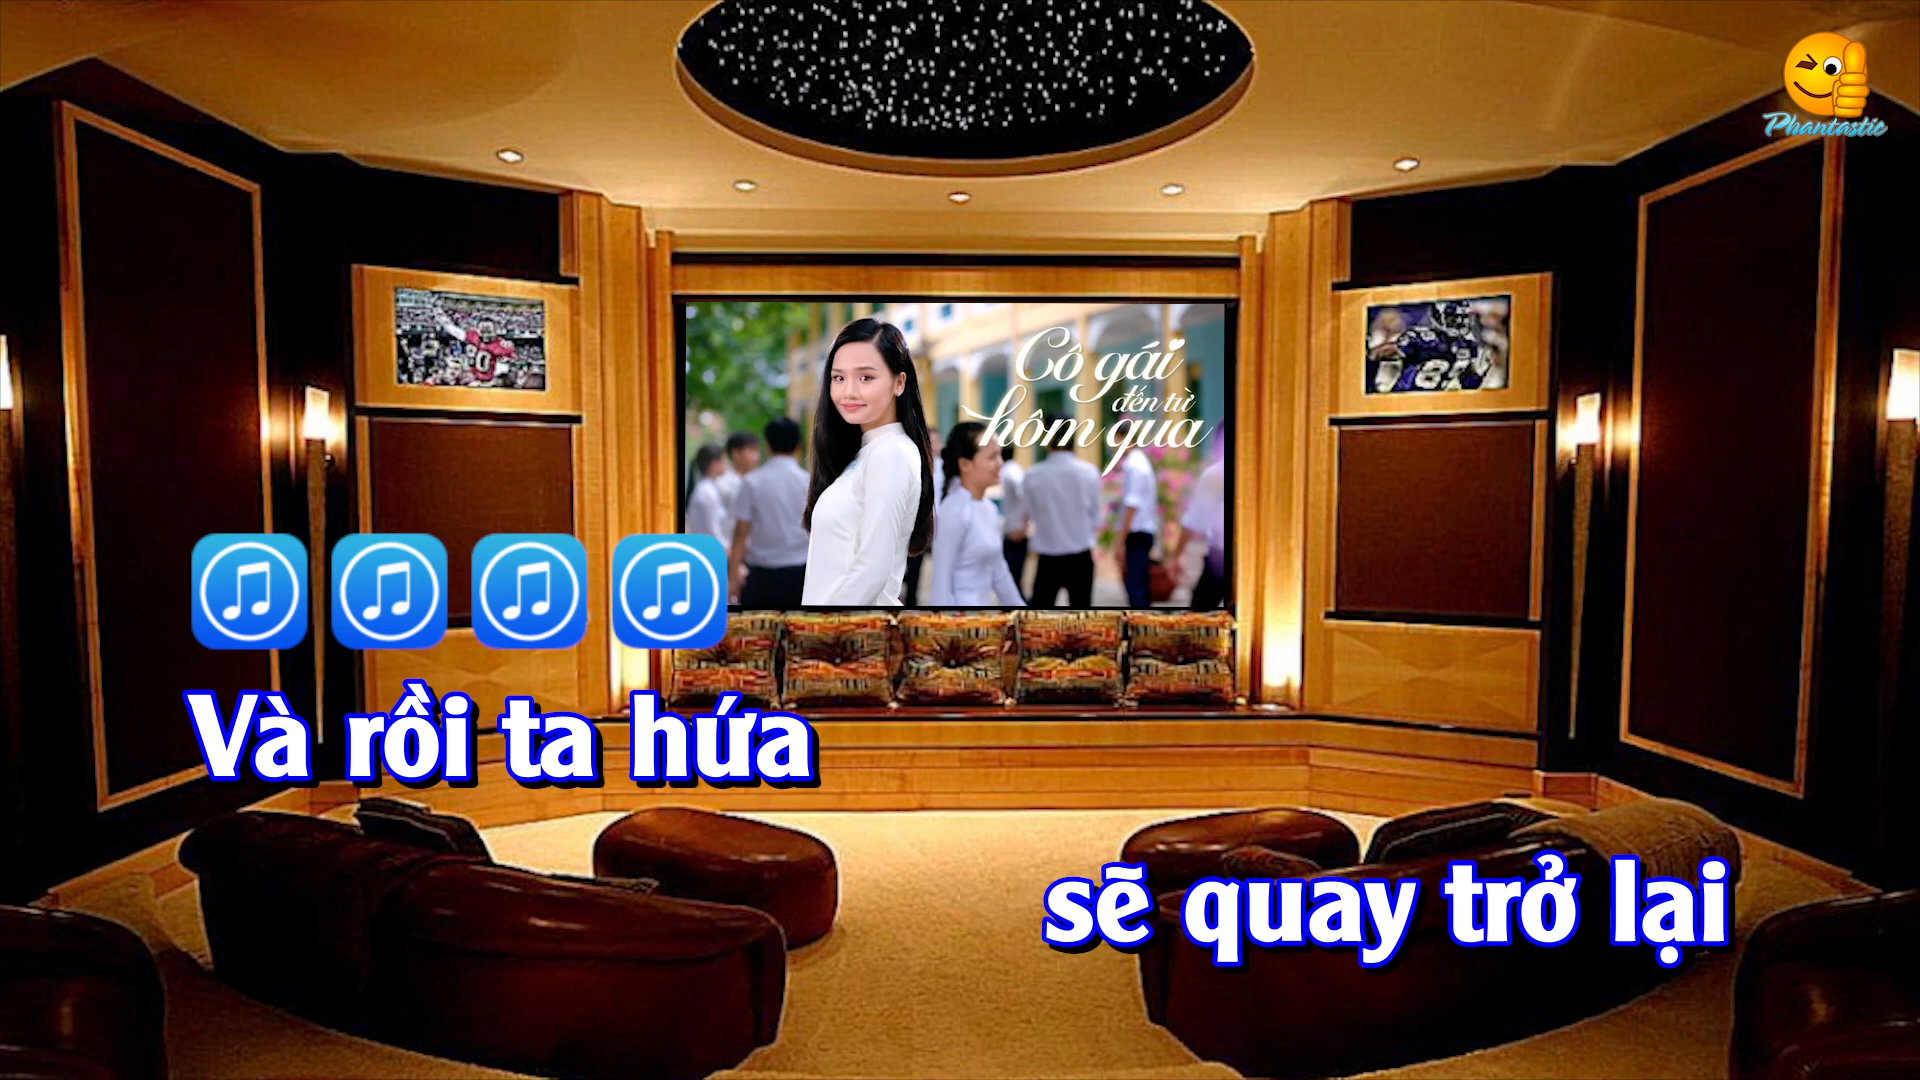 Phantastic
Cô gái
đến từ
hôm qua
Và rồi ta hứa
sẽ quay trở lại